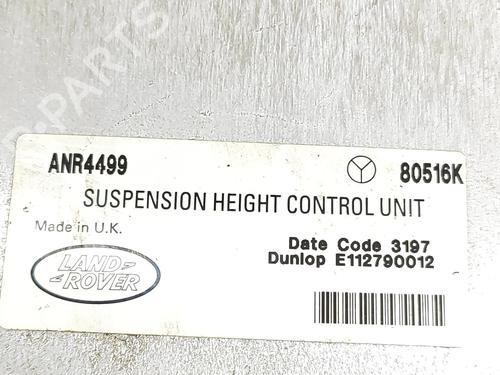 ANR4499
80516K
SUSPENSION HEIGHT CONTROL UNIT
Made in U.K.
Date Code 3197
Dunlop E112790012
LAND
ROVER